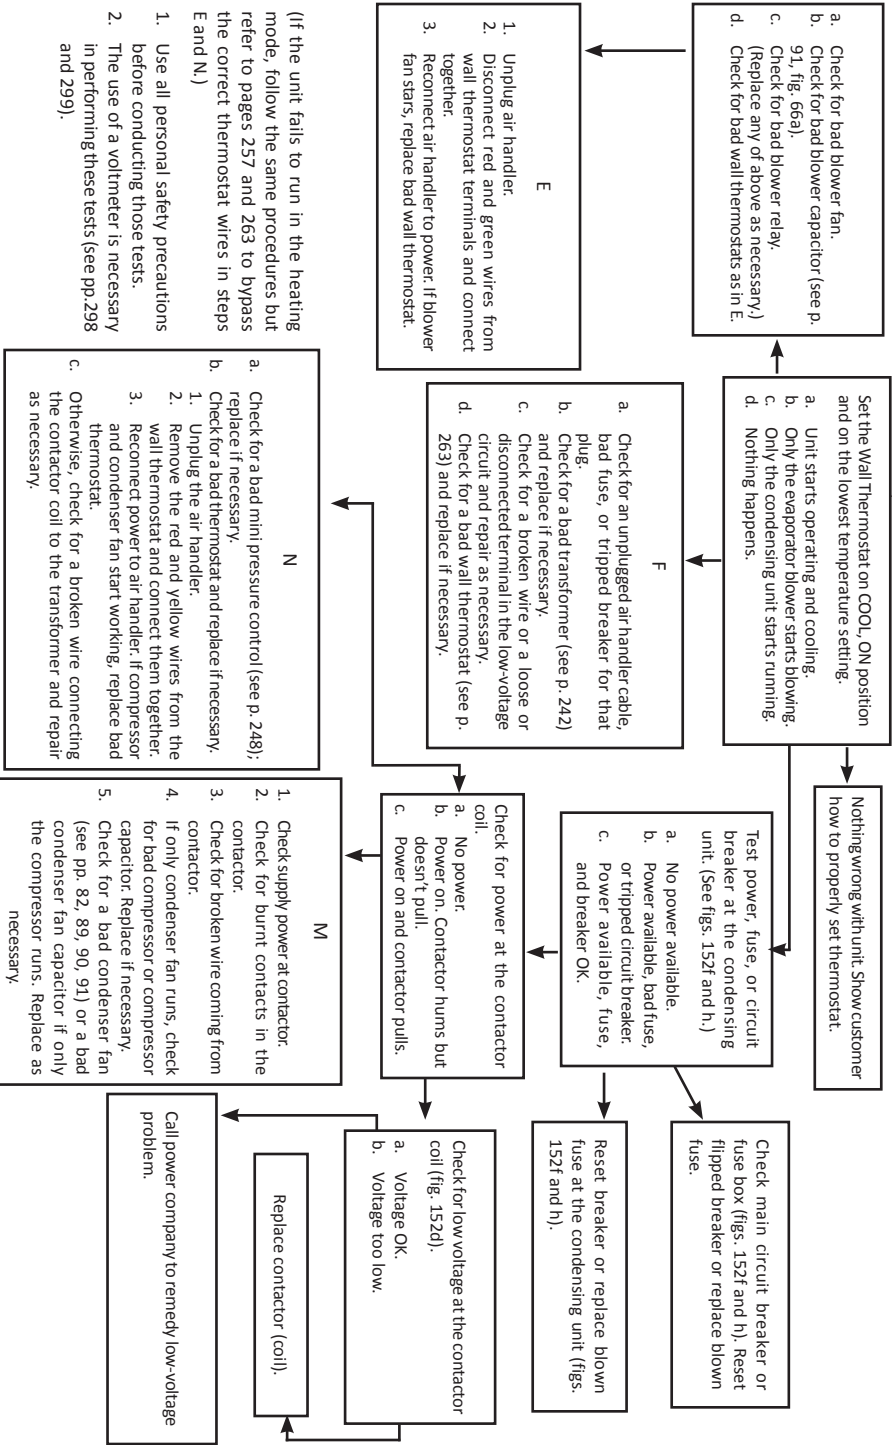 Set the Wall Thermostat on COOL, ON position
and on the lowest temperature setting.
a. Unit starts operating and cooling.
b. Only the evaporator blower starts blowing.
c. Only the condensing unit starts running.
d. Nothing happens.
Nothing wrong with unit. Show customer
how to properly set thermostat.
a. Check for bad blower fan.
b. Check for bad blower capacitor (see p.
91, fig. 66a).
c. Check for bad blower relay.
(Replace any of above as necessary.)
d. Check for bad wall thermostats as in E.
E
1. Unplug air handler.
2. Disconnect red and green wires from
wall thermostat terminals and connect
together.
3. Reconnect air handler to power. If blower
fan stars, replace bad wall thermostat.
F
a. Check for an unplugged air handler cable,
bad fuse, or tripped breaker for that
plug.
b. Check for a bad transformer (see p. 242)
and replace if necessary.
c. Check for a broken wire or a loose or
disconnected terminal in the low-voltage
circuit and repair as necessary.
d. Check for a bad wall thermostat (see p.
263) and replace if necessary.
Test power, fuse, or circuit
breaker at the condensing
unit. (See figs. 152f and h.)
a. No power available.
b. Power available, bad fuse,
or tripped circuit breaker.
c. Power available, fuse,
and breaker OK.
Check main circuit breaker or
fuse box (figs. 152f and h). Reset
flipped breaker or replace blown
fuse.
Reset breaker or replace blown
fuse at the condensing unit (figs.
152f and h).
Check for power at the contactor
coil.
a. No power.
b. Power on. Contactor hums but
doesn't pull.
c. Power on and contactor pulls.
Check for low voltage at the contactor
coil (fig. 152d).
a. Voltage OK.
b. Voltage too low.
Replace contactor (coil).
Call power company to remedy low-voltage
problem.
(If the unit fails to run in the heating
mode, follow the same procedures but
refer to pages 257 and 263 to bypass
the correct thermostat wires in steps
E and N.)
1. Use all personal safety precautions
before conducting those tests.
2. The use of a voltmeter is necessary
in performing these tests (see pp.298
and 299).
N
a. Check for a bad mini pressure control (see p. 248);
replace if necessary.
b. Check for a bad thermostat and replace if necessary.
1. Unplug the air handler.
2. Remove the red and yellow wires from the
wall thermostat and connect them together.
3. Reconnect power to air handler. If compressor
and condenser fan start working, replace bad
thermostat.
c. Otherwise, check for a broken wire connecting
the contactor coil to the transformer and repair
as necessary.
M
1. Check supply power at contactor.
2. Check for burnt contacts in the
contactor.
3. Check for broken wire coming from
contactor.
4. If only condenser fan runs, check
for bad compressor or compressor
capacitor. Replace if necessary.
5. Check for a bad condenser fan
(see pp. 82, 89, 90, 91) or a bad
condenser fan capacitor if only
the compressor runs. Replace as
necessary.